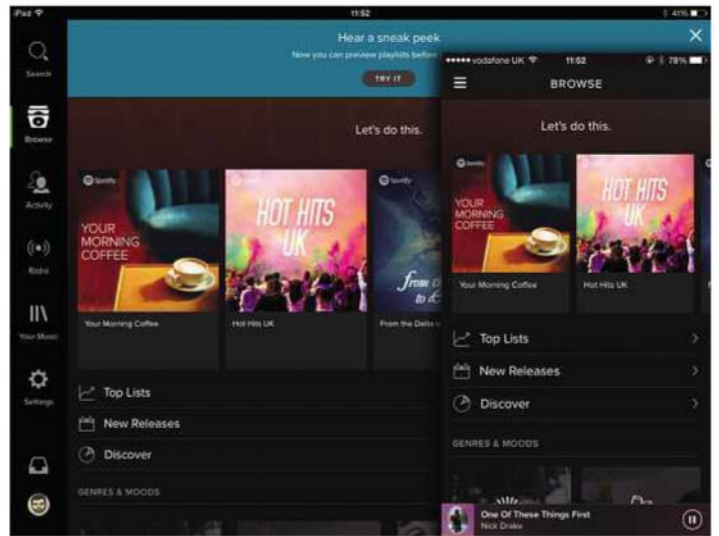 iPad
11:52
41%
Search
Browse
Activity
Radio
Your Music
Settings
Hear a sneak peek
Now you can preview playlists before
TRY IT
Let's do this.
Spotify
YOUR
MORNING
COFFEE
Your Morning Coffee
HOT HITS
UK
Hot Hits UK
Spotify
from the
to
From the Delta
Top Lists
New Releases
Discover
GENRES & MOODS
vodafone UK
11:52
78%
BROWSE
Let's do this.
Spotify
YOUR
MORNING
COFFEE
Your Morning Coffee
HOT HITS
UK
Hot Hits UK
Top Lists
New Releases
Discover
GENRES & MOODS
One Of These Things First
Nick Drake